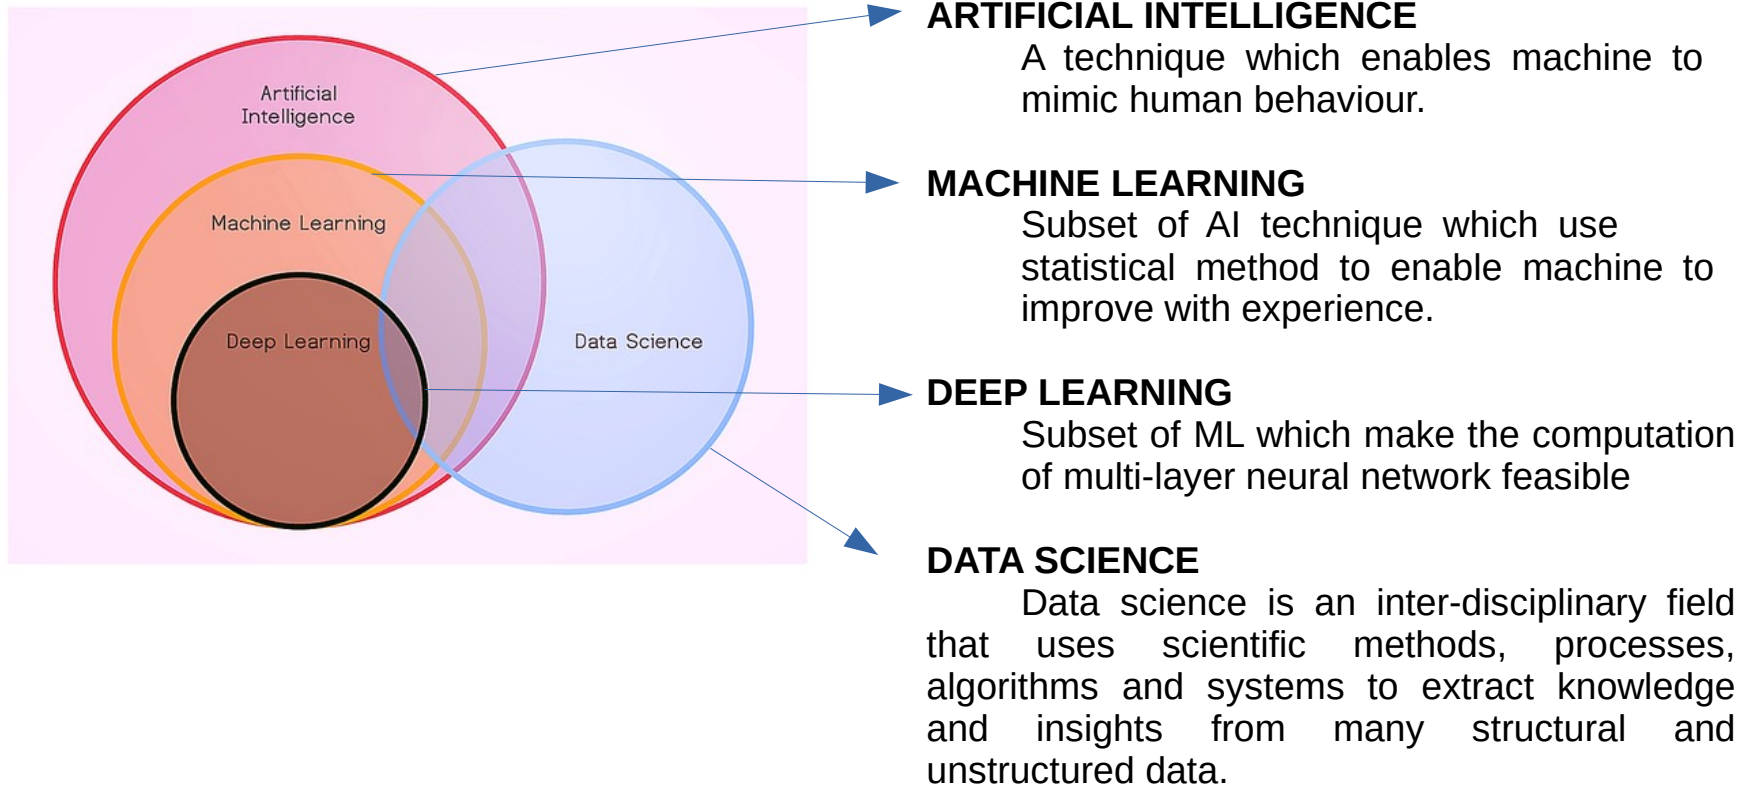 Artificial
Intelligence
Machine Learning
Deep Learning
Data Science
ARTIFICIAL INTELLIGENCE
A technique which enables machine to
mimic human behaviour.
MACHINE LEARNING
Subset of AI technique which use
statistical method to enable machine to
improve with experience.
DEEP LEARNING
Subset of ML which make the computation
of multi-layer neural network feasible
DATA SCIENCE
Data science is an inter-disciplinary field
that uses scientific methods, processes,
algorithms and systems to extract knowledge
and insights from many structural and
unstructured data.